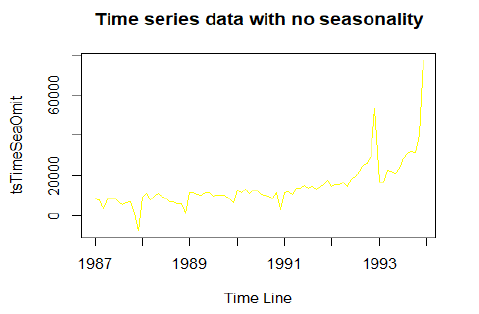 Time series data with no seasonality
tsTimeSeaOmit
60000
20000
0
1987
1989
1991
1993
Time Line